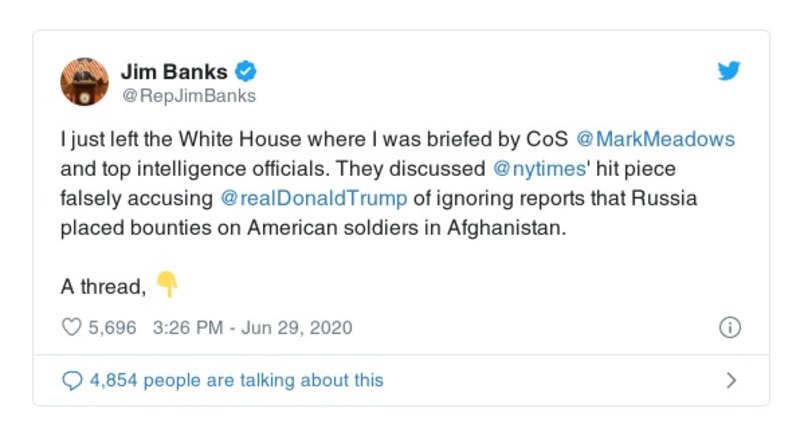 Jim Banks
@RepJimBanks
I just left the White House where I was briefed by CoS @MarkMeadows
and top intelligence officials. They discussed @nytimes' hit piece
falsely accusing @realDonaldTrump of ignoring reports that Russia
placed bounties on American soldiers in Afghanistan.
A thread, 👇
5,696 3:26 PM - Jun 29, 2020
4,854 people are talking about this